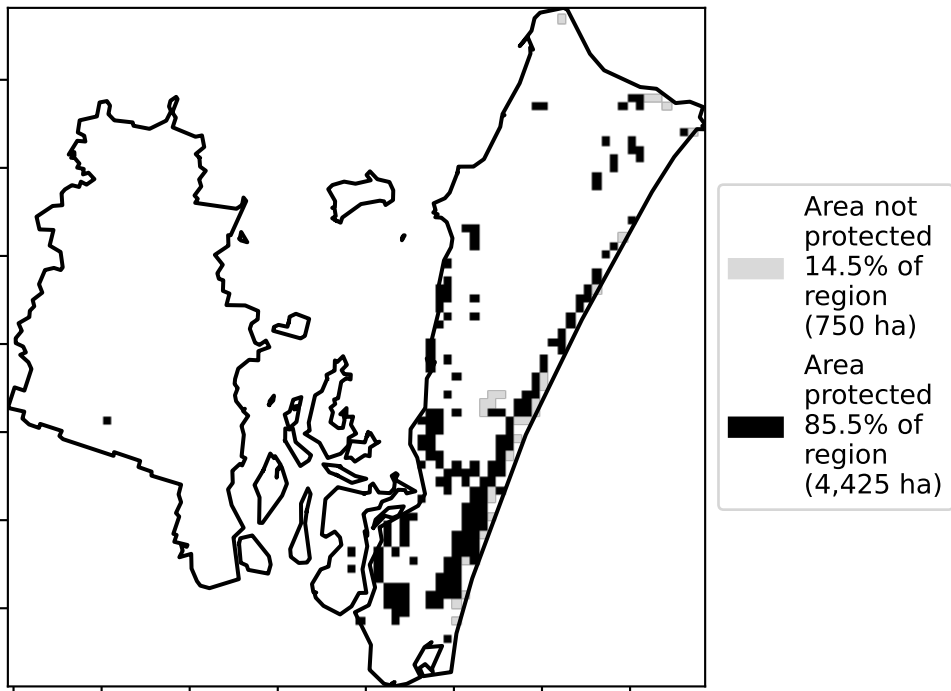 Area not
protected
14.5% of
region
(750 ha)
Area
protected
85.5% of
region
(4,425 ha)